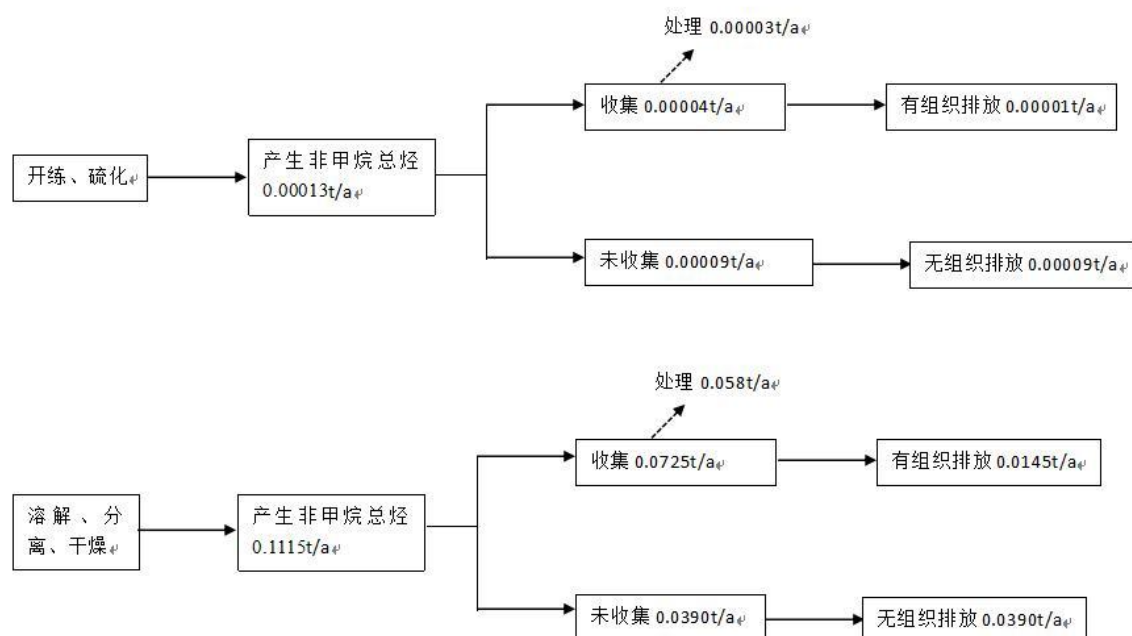 处理 0.00003t/a
收集 0.00004t/a
有组织排放 0.00001t/a
开练、硫化
产生非甲烷总烃
0.00013t/a
未收集 0.00009t/a
无组织排放 0.00009t/a
处理 0.058t/a
收集 0.0725t/a
有组织排放 0.0145t/a
溶解、分
离、干燥
产生非甲烷总烃
0.1115t/a
未收集 0.0390t/a
无组织排放 0.0390t/a